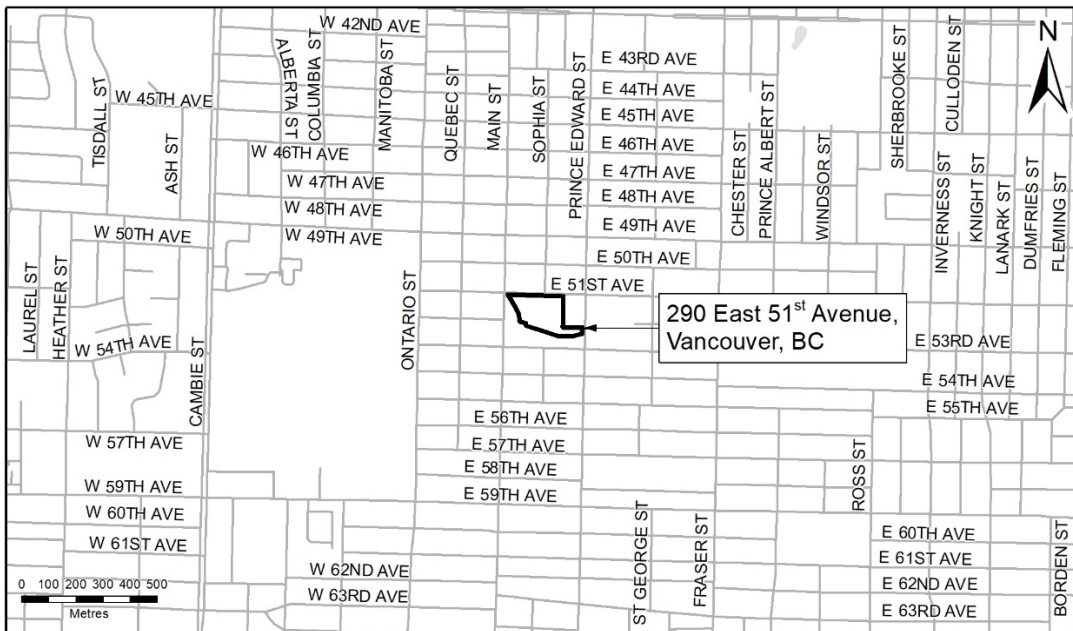 W 42ND AVE
N
ALBERTA ST
COLUMBIA ST
MANITOBA ST
QUEBEC ST
MAIN ST
SOPHIA ST
PRINCE EDWARD ST
E 43RD AVE
E 44TH AVE
E 45TH AVE
E 46TH AVE
E 47TH AVE
E 48TH AVE
E 49TH AVE
E 50TH AVE
E 51ST AVE
TISDALL ST
W 45TH AVE
ASH ST
W 46TH AVE
W 47TH AVE
W 48TH AVE
W 49TH AVE
W 50TH AVE
CHESTER ST
PRINCE ALBERT ST
WINDSOR ST
SHERBROOKE ST
CULLODEN ST
INVERNESS ST
KNIGHT ST
LANARK ST
DUMFRIES ST
FLEMING ST
LAUREL ST
HEATHER ST
W 54TH AVE
CAMBIE ST
ONTARIO ST
290 East 51st Avenue,
Vancouver, BC
E 53RD AVE
E 54TH AVE
E 55TH AVE
E 56TH AVE
E 57TH AVE
E 58TH AVE
E 59TH AVE
W 57TH AVE
W 59TH AVE
W 60TH AVE
W 61ST AVE
W 62ND AVE
W 63RD AVE
ST GEORGE ST
FRASER ST
ROSS ST
E 60TH AVE
E 61ST AVE
E 62ND AVE
E 63RD AVE
BORDEN ST
0 100 200 300 400 500
Metres